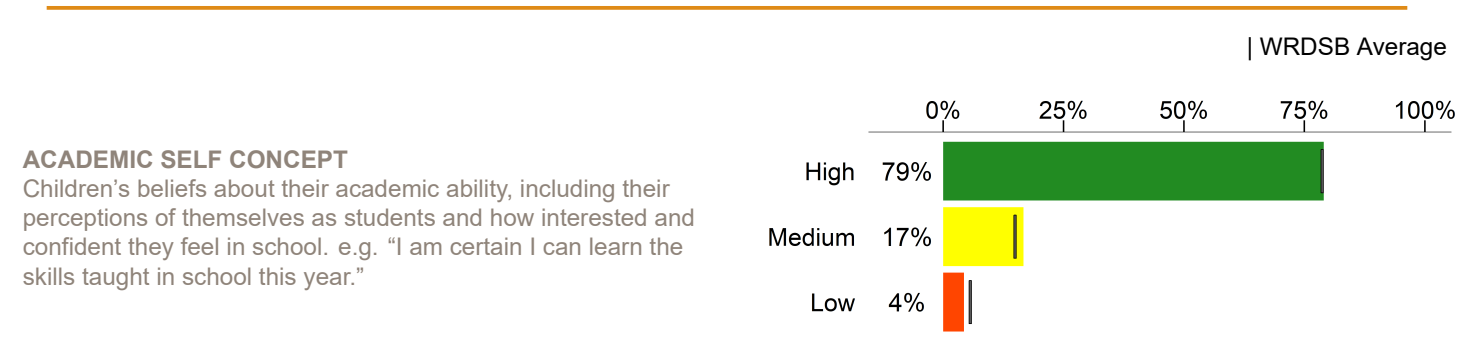 | WRDSB Average
0% 25% 50% 75% 100%
ACADEMIC SELF CONCEPT
Children’s beliefs about their academic ability, including their
perceptions of themselves as students and how interested and
confident they feel in school. e.g. “I am certain I can learn the
skills taught in school this year.”
High 79%
Medium 17%
Low 4%